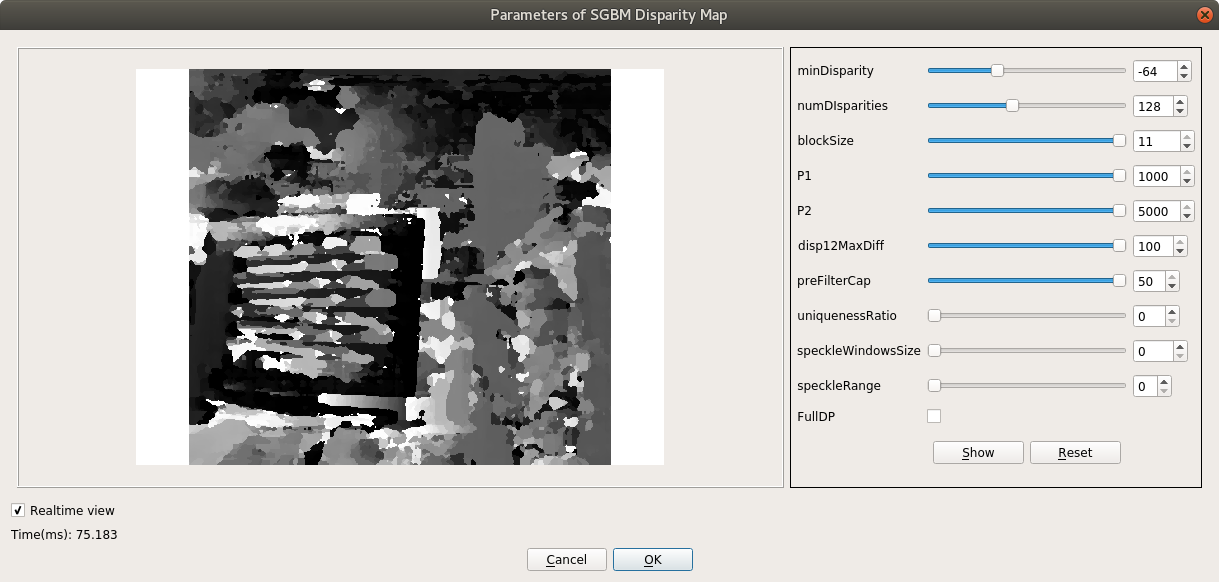 Parameters of SGBM Disparity Map
minDisparity -64
numDIsparities 128
blockSize 11
P1 1000
P2 5000
disp12MaxDiff 100
preFilterCap 50
uniquenessRatio 0
speckleWindowsSize 0
speckleRange 0
FullDP
Show Reset
Realtime view
Time(ms): 75.183
Cancel OK